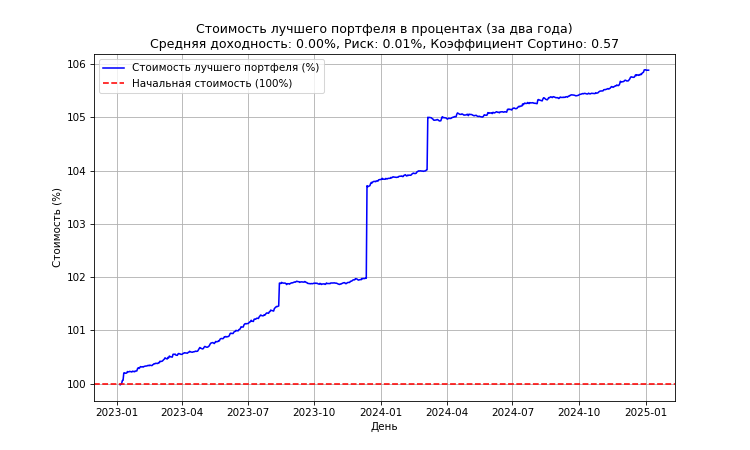 Стоимость лучшего портфеля в процентах (за два года)
Средняя доходность: 0.00%, Риск: 0.01%, Коэффициент Сортино: 0.57
Стоимость лучшего портфеля (%)
Начальная стоимость (100%)
Стоимость (%)
106
105
104
103
102
101
100
2023-01
2023-04
2023-07
2023-10
2024-01
2024-04
2024-07
2024-10
2025-01
День